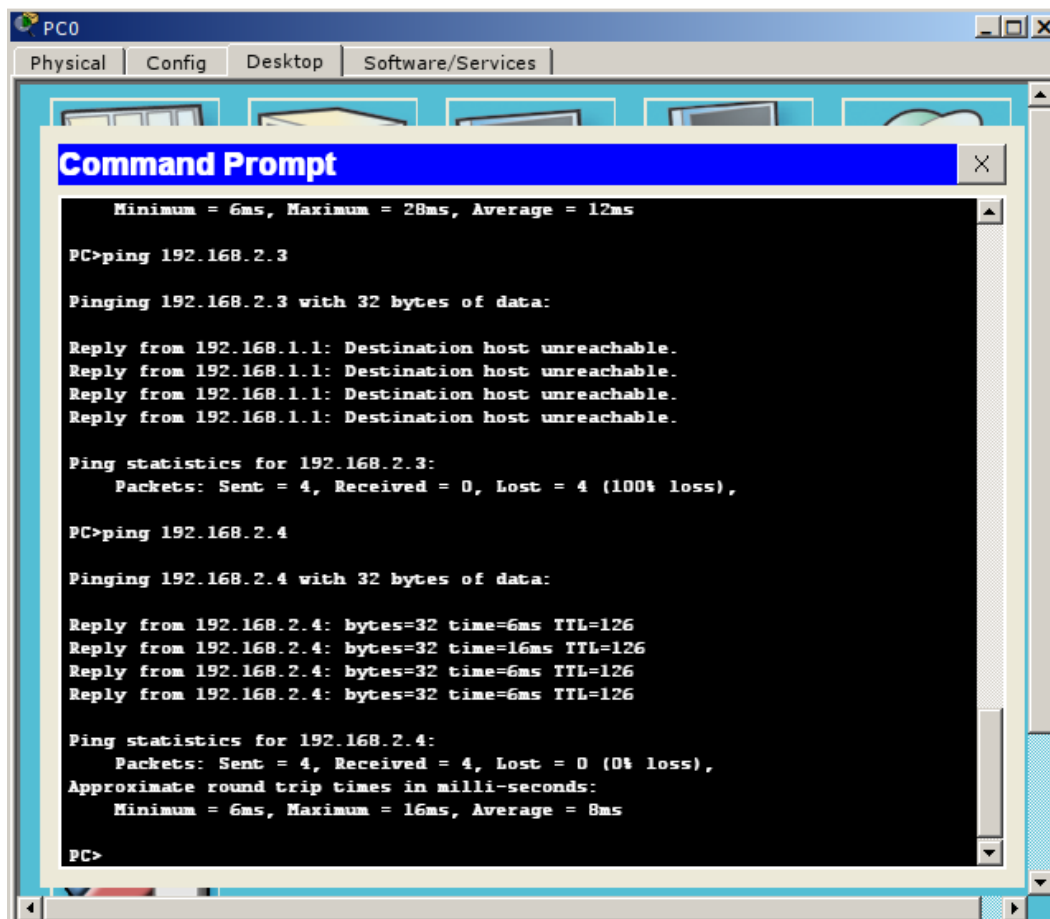 PC0
Physical Config Desktop Software/Services
Command Prompt
Minimum = 6ms, Maximum = 28ms, Average = 12ms
PC>ping 192.168.2.3
Pinging 192.168.2.3 with 32 bytes of data:
Reply from 192.168.1.1: Destination host unreachable.
Reply from 192.168.1.1: Destination host unreachable.
Reply from 192.168.1.1: Destination host unreachable.
Reply from 192.168.1.1: Destination host unreachable.
Ping statistics for 192.168.2.3:
Packets: Sent = 4, Received = 0, Lost = 4 (100% loss),
PC>ping 192.168.2.4
Pinging 192.168.2.4 with 32 bytes of data:
Reply from 192.168.2.4: bytes=32 time=6ms TTL=126
Reply from 192.168.2.4: bytes=32 time=16ms TTL=126
Reply from 192.168.2.4: bytes=32 time=6ms TTL=126
Reply from 192.168.2.4: bytes=32 time=6ms TTL=126
Ping statistics for 192.168.2.4:
Packets: Sent = 4, Received = 4, Lost = 0 (0% loss),
Approximate round trip times in milli-seconds:
Minimum = 6ms, Maximum = 16ms, Average = 8ms
PC>